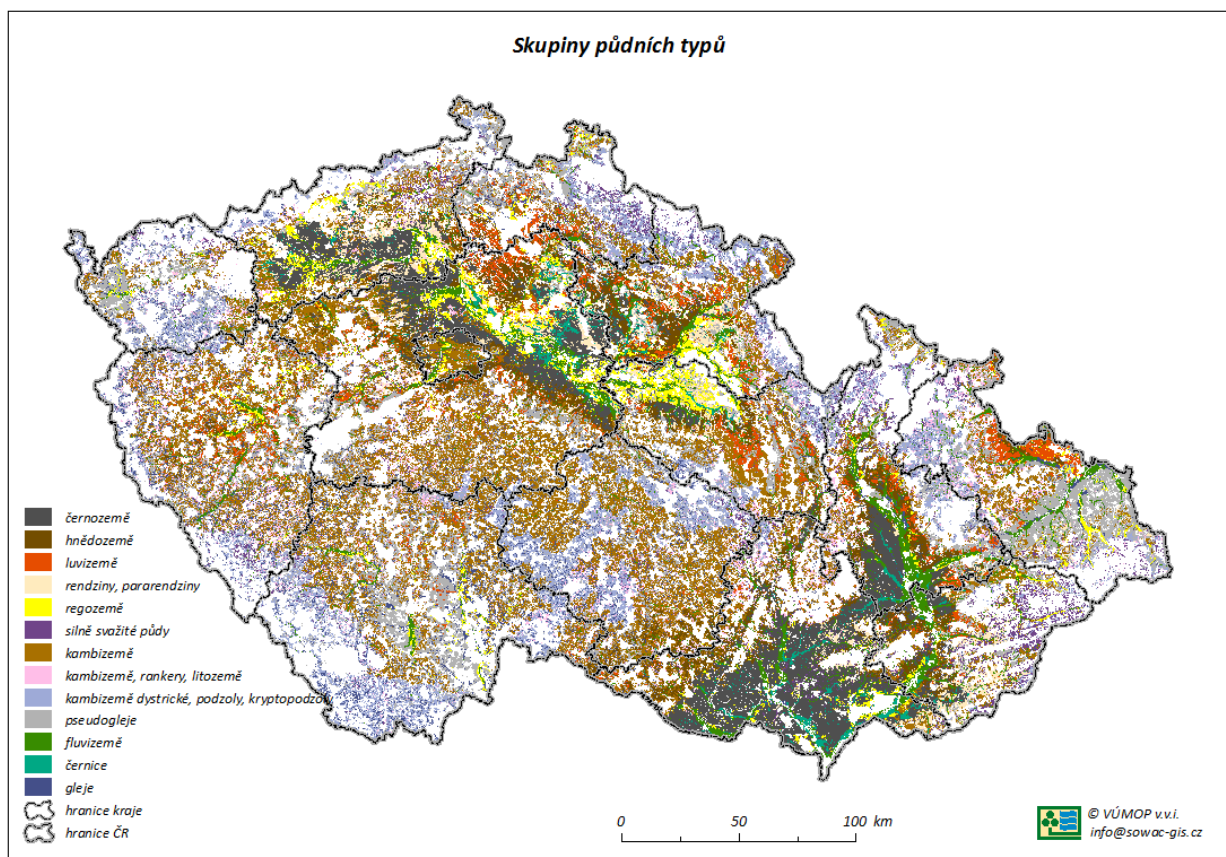 Skupiny půdních typů
černozemě
hnědozemě
luvizemě
rendziny, pararendziny
regozemě
silně svažité půdy
kambizemě
kambizemě, rankery, litozemě
kambizemě dystrické, podzoly, kryptopodzoly
pseudogleje
fluvizemě
černice
gleje
hranice kraje
hranice ČR
0 50 100 km
© VÚMOP v.v.i.
info@sowac-gis.cz